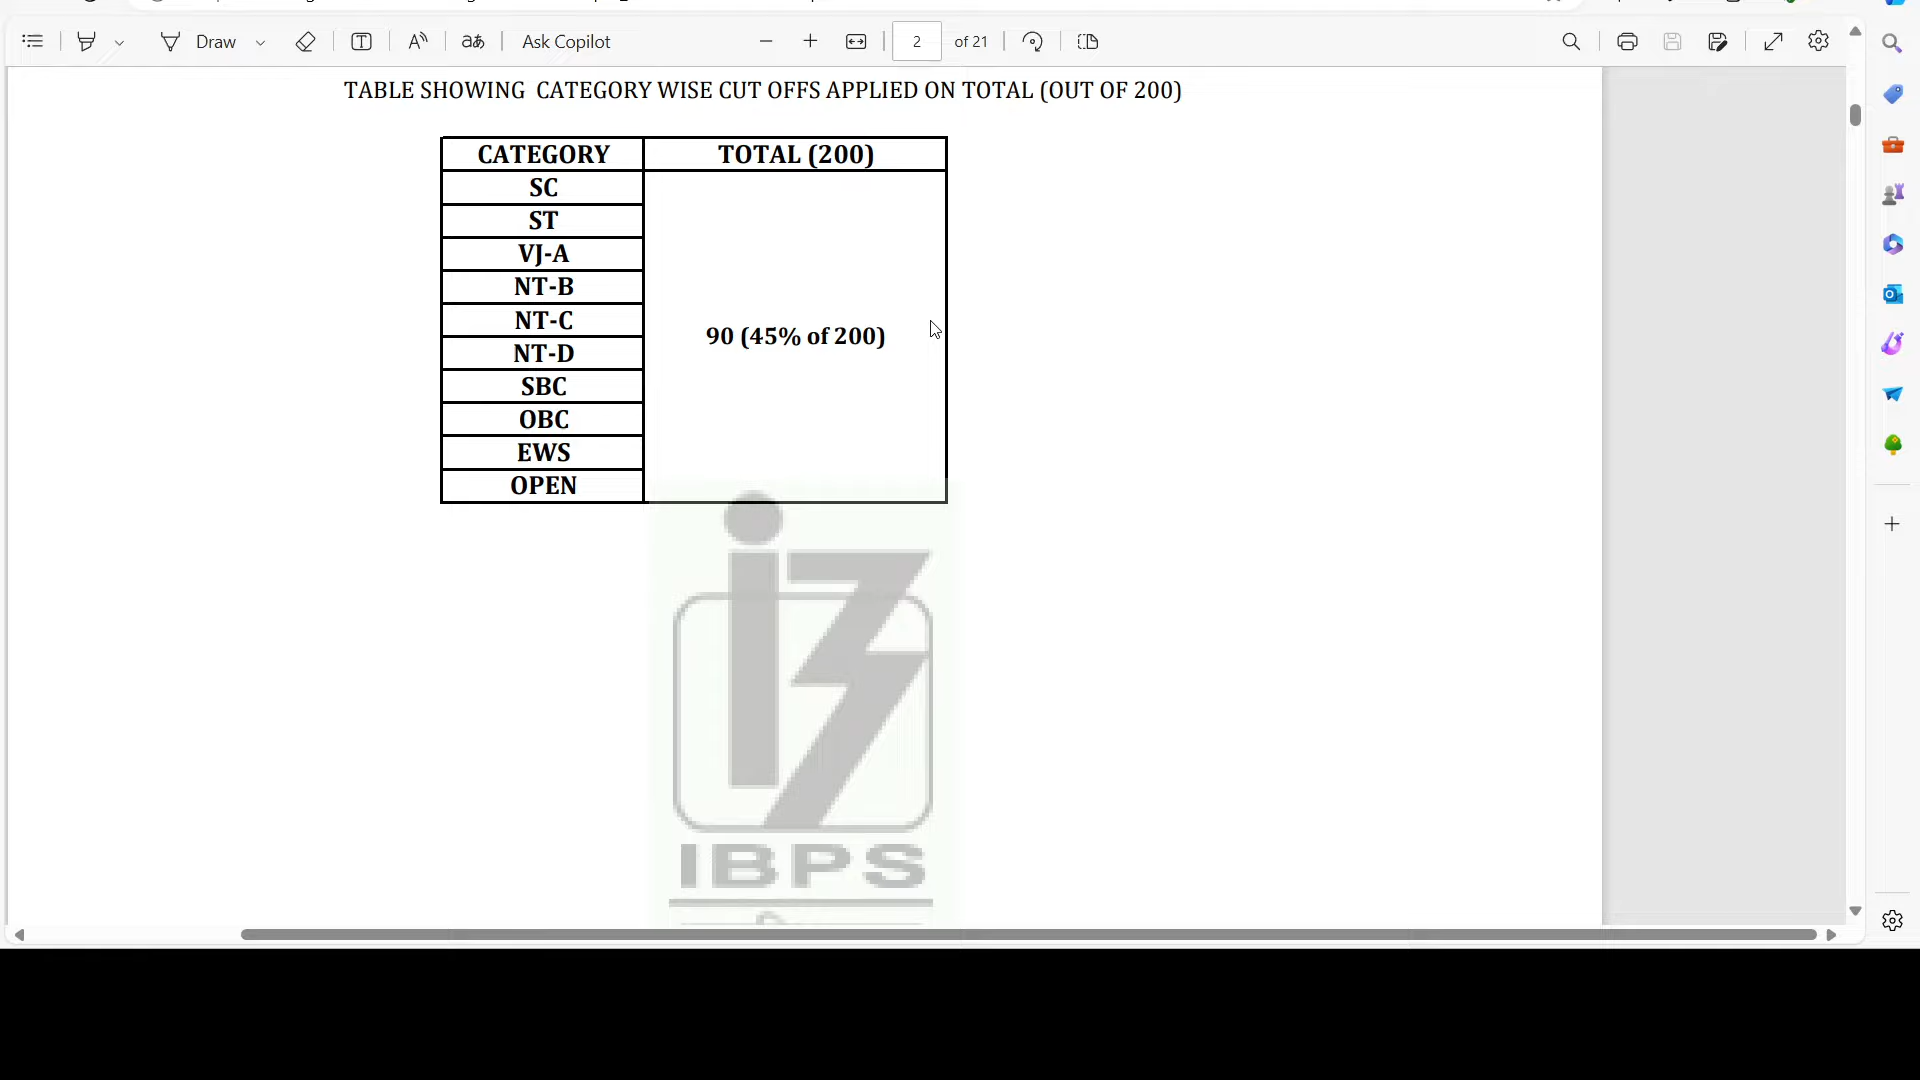 Draw
Ask Copilot
2
of 21
TABLE SHOWING CATEGORY WISE CUT OFFS APPLIED ON TOTAL (OUT OF 200)
CATEGORY TOTAL (200)
SC
ST
VJ-A
NT-B
NT-C
90 (45% of 200)
NT-D
SBC
OBC
EWS
OPEN
IBPS